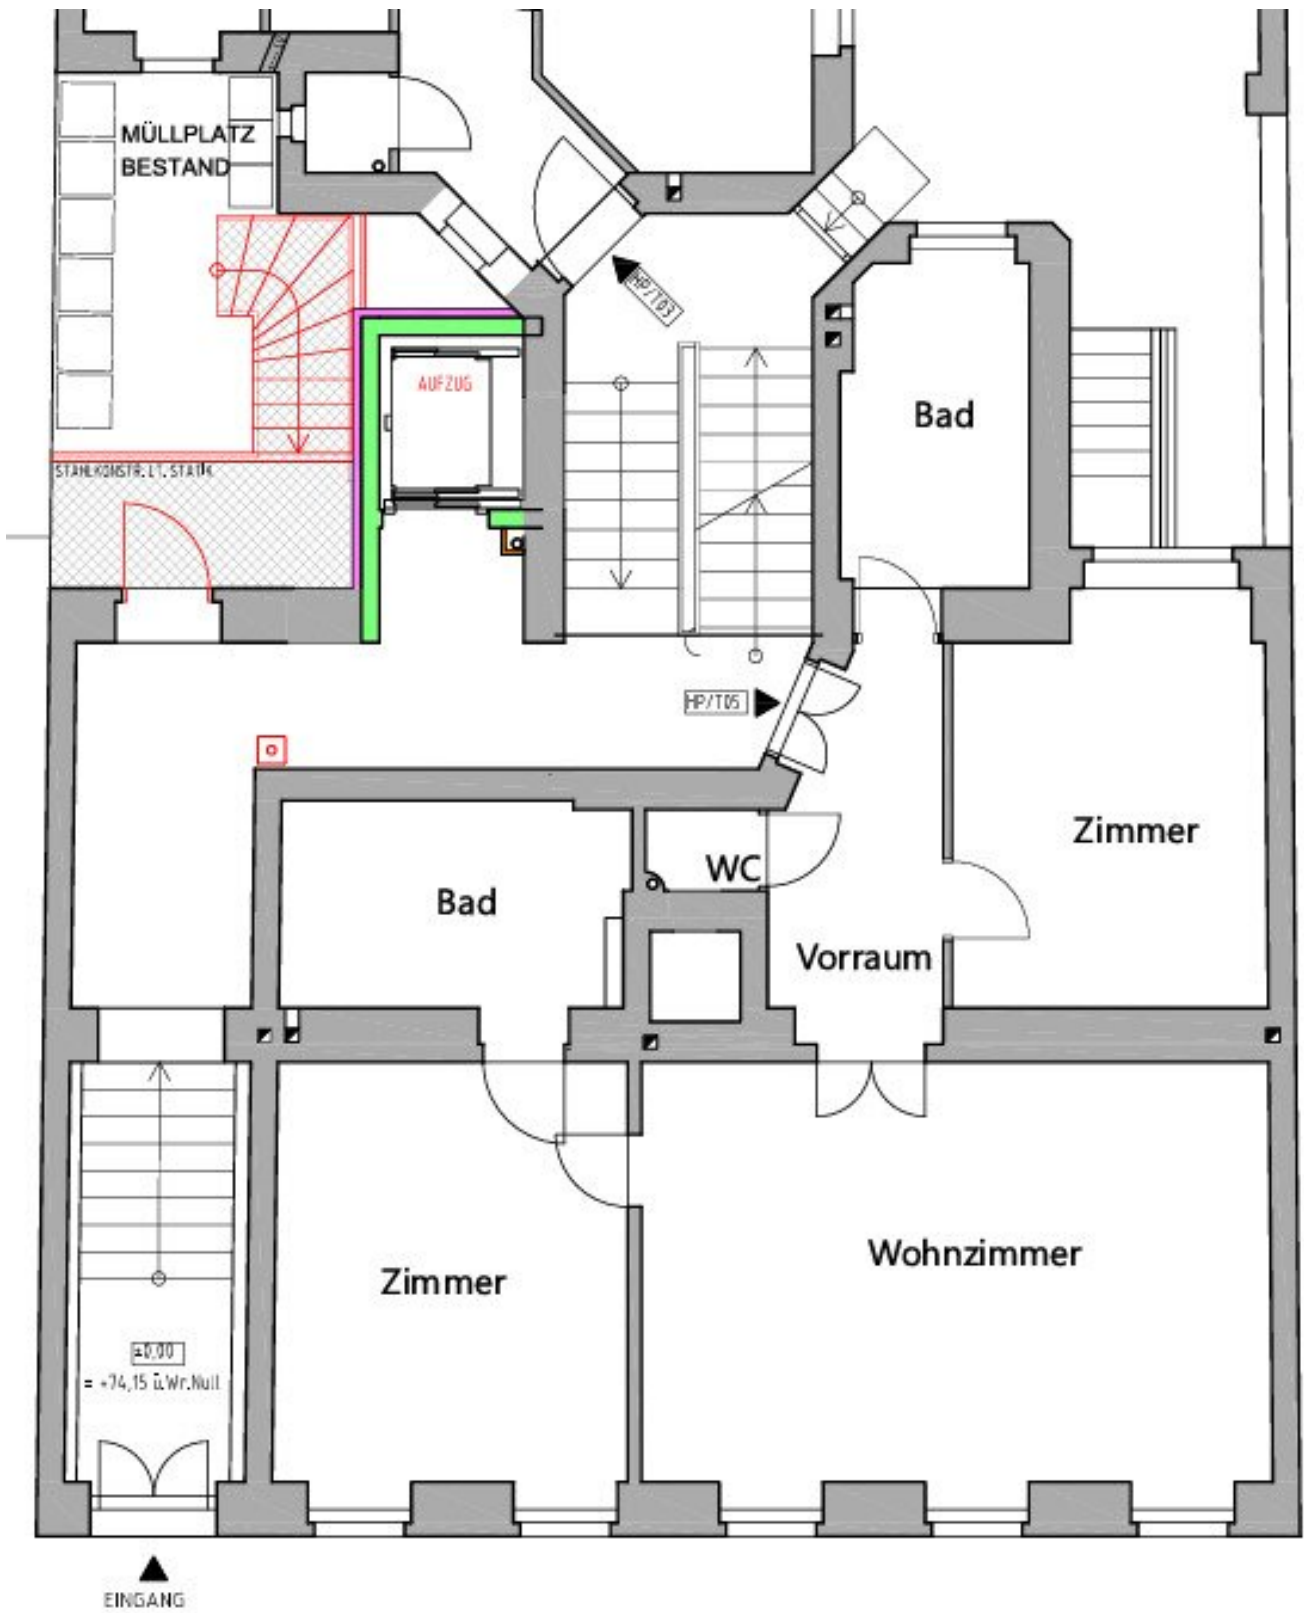 MÜLLPLATZ
BESTAND
HP/T03
AUFZUG
Bad
STAHLKONSTR. LT. STATIK
HP/T05
Zimmer
WC
Bad
Vorraum
Wohnzimmer
Zimmer
±0,00
= +74,15 ü.Wr.Null
EINGANG